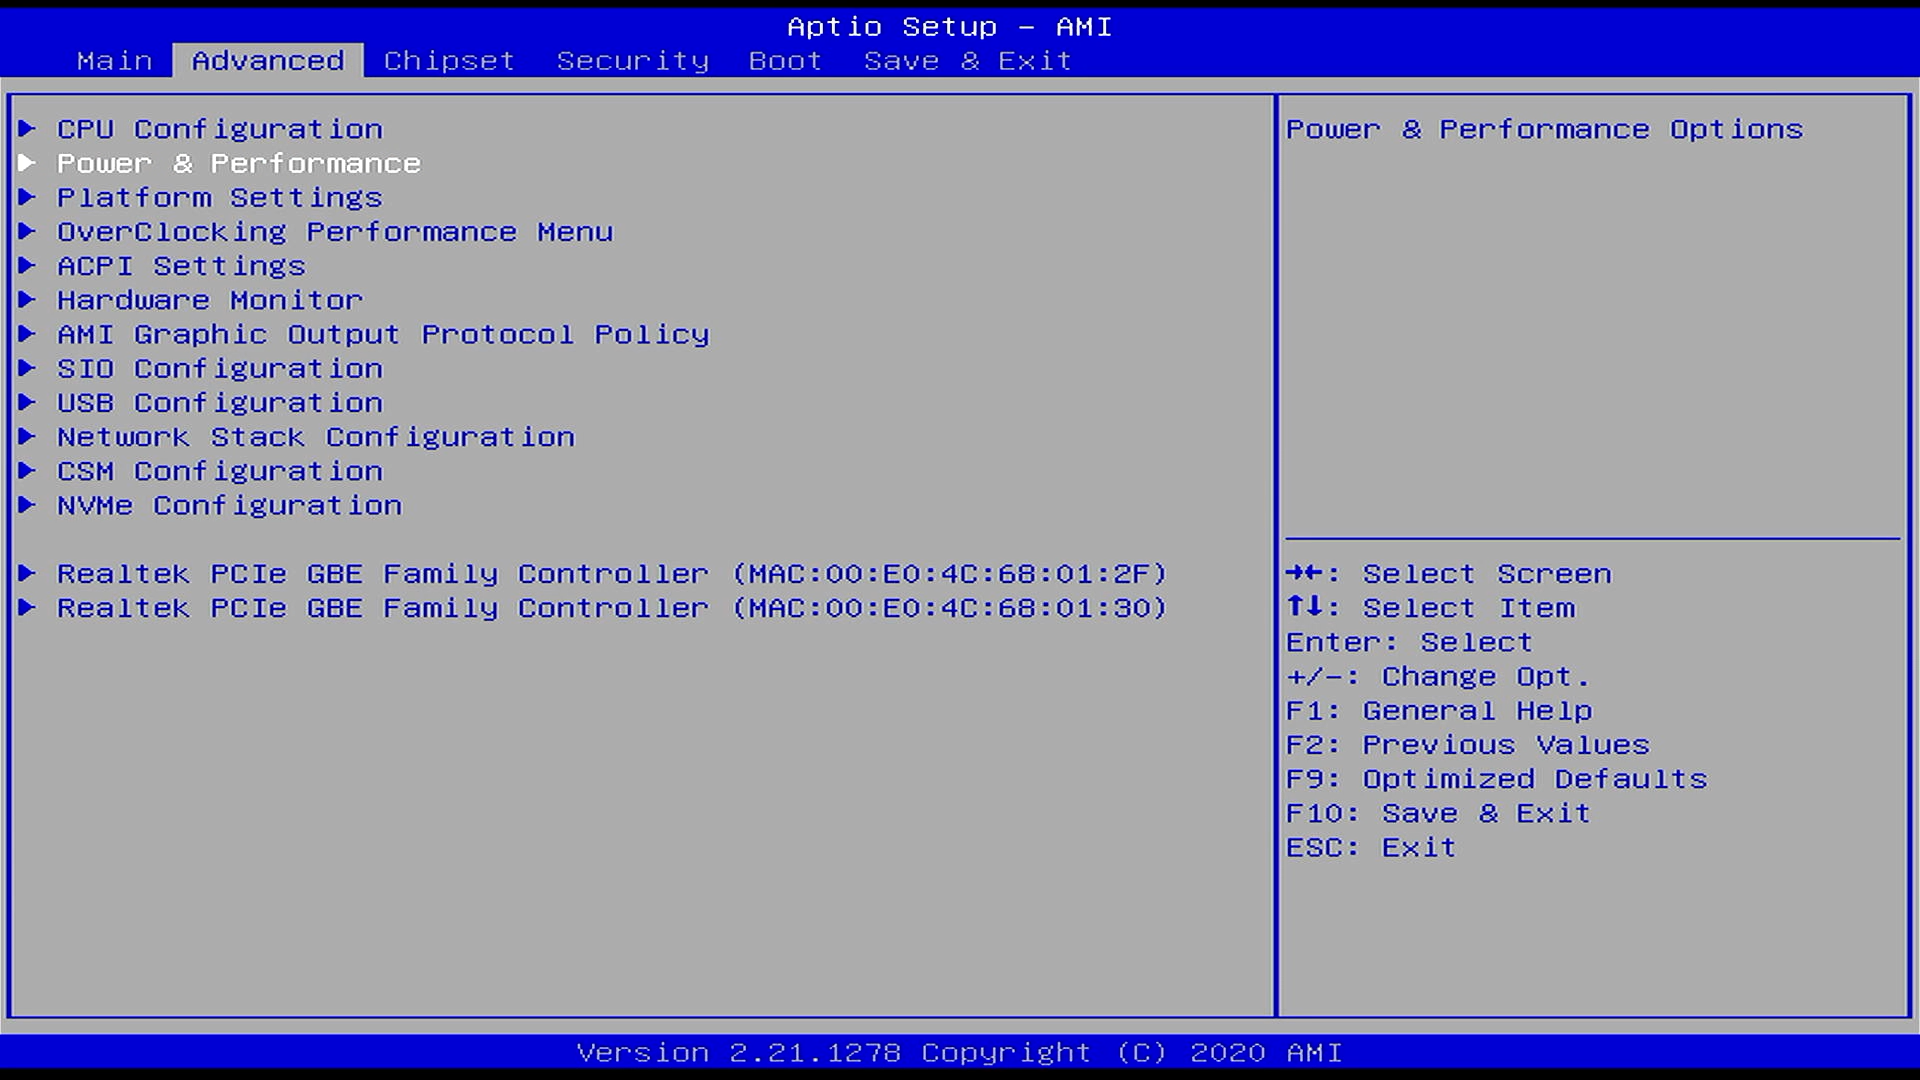 Aptio Setup - AMI
Main Advanced Chipset Security Boot Save & Exit
▶ CPU Configuration
▶ Power & Performance
▶ Platform Settings
▶ OverClocking Performance Menu
▶ ACPI Settings
▶ Hardware Monitor
▶ AMI Graphic Output Protocol Policy
▶ SIO Configuration
▶ USB Configuration
▶ Network Stack Configuration
▶ CSM Configuration
▶ NVMe Configuration
▶ Realtek PCIe GBE Family Controller (MAC:00:E0:4C:68:01:2F)
▶ Realtek PCIe GBE Family Controller (MAC:00:E0:4C:68:01:30)
Power & Performance Options
→←: Select Screen
↑↓: Select Item
Enter: Select
+/-: Change Opt.
F1: General Help
F2: Previous Values
F9: Optimized Defaults
F10: Save & Exit
ESC: Exit
Version 2.21.1278 Copyright (C) 2020 AMI